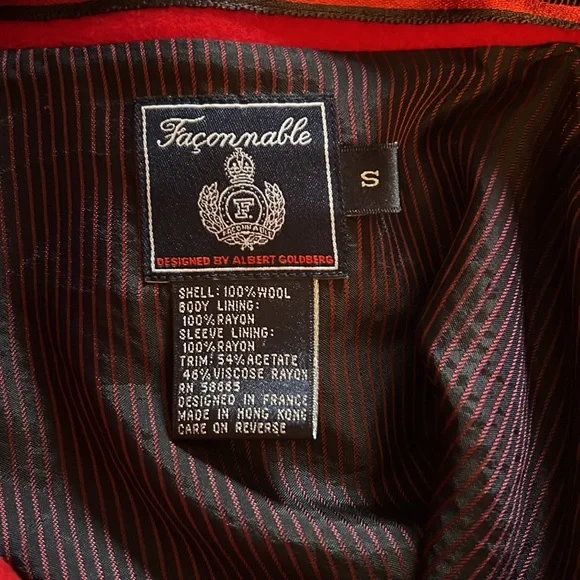 Façonnable
F
FAÇONNABLE
DESIGNED BY ALBERT GOLDBERG
S
SHELL: 100% WOOL
BODY LINING:
100% RAYON
SLEEVE LINING:
100% RAYON
TRIM: 54% ACETATE
46% VISCOSE RAYON
RN 58885
DESIGNED IN FRANCE
MADE IN HONG KONG
CARE ON REVERSE